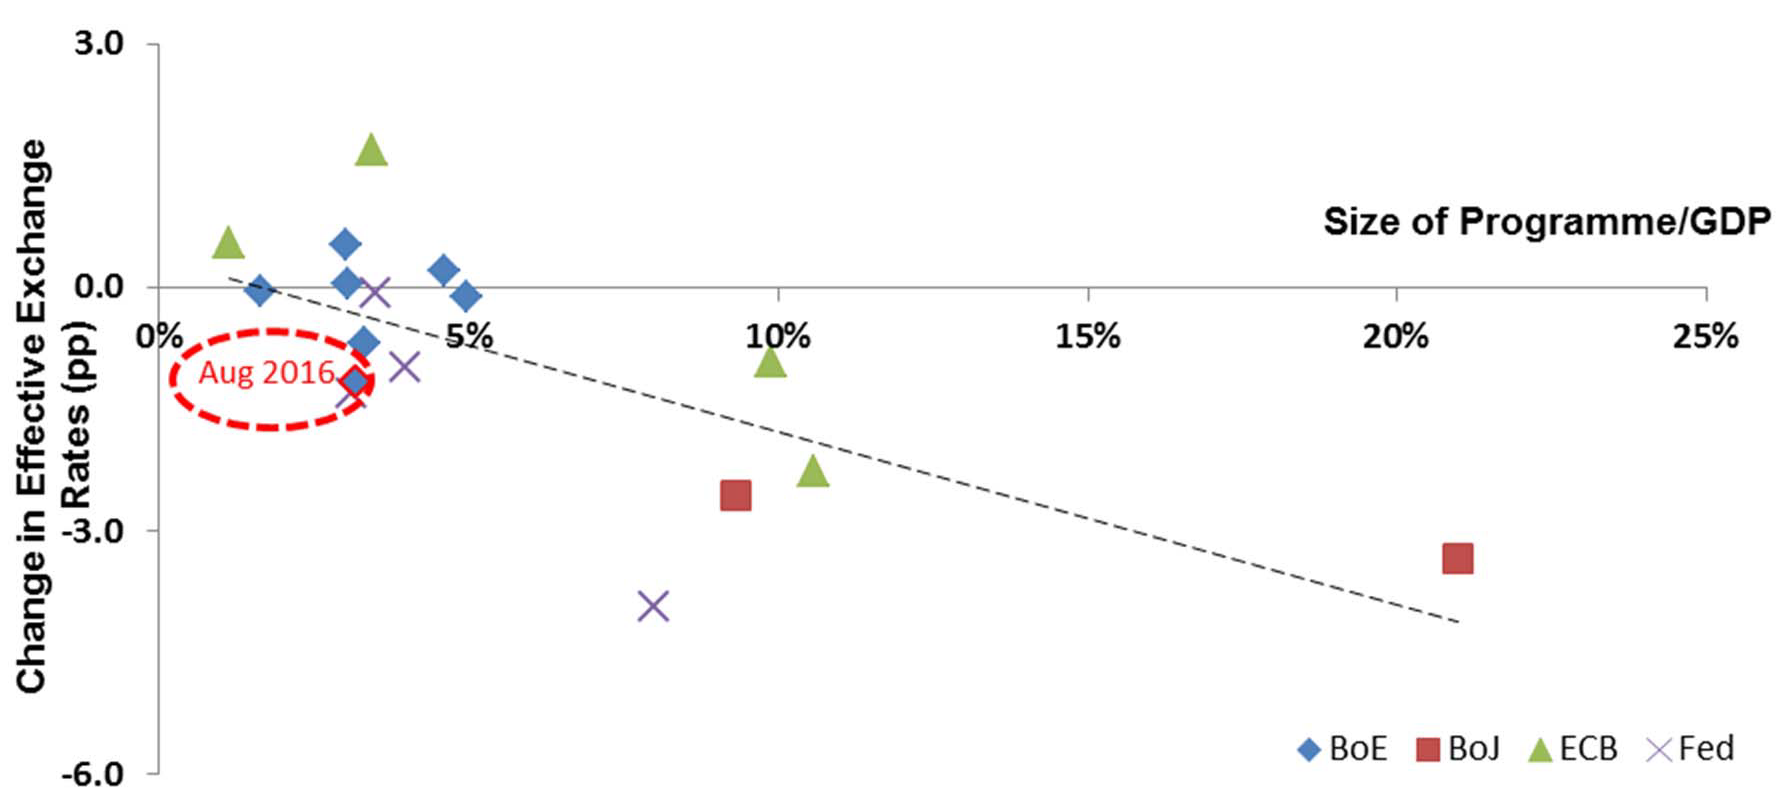 3.0
0.0
-3.0
-6.0
Change in Effective Exchange
Rates (pp)
Size of Programme/GDP
0% 5% 10% 15% 20% 25%
Aug 2016
BoE BoJ ECB Fed